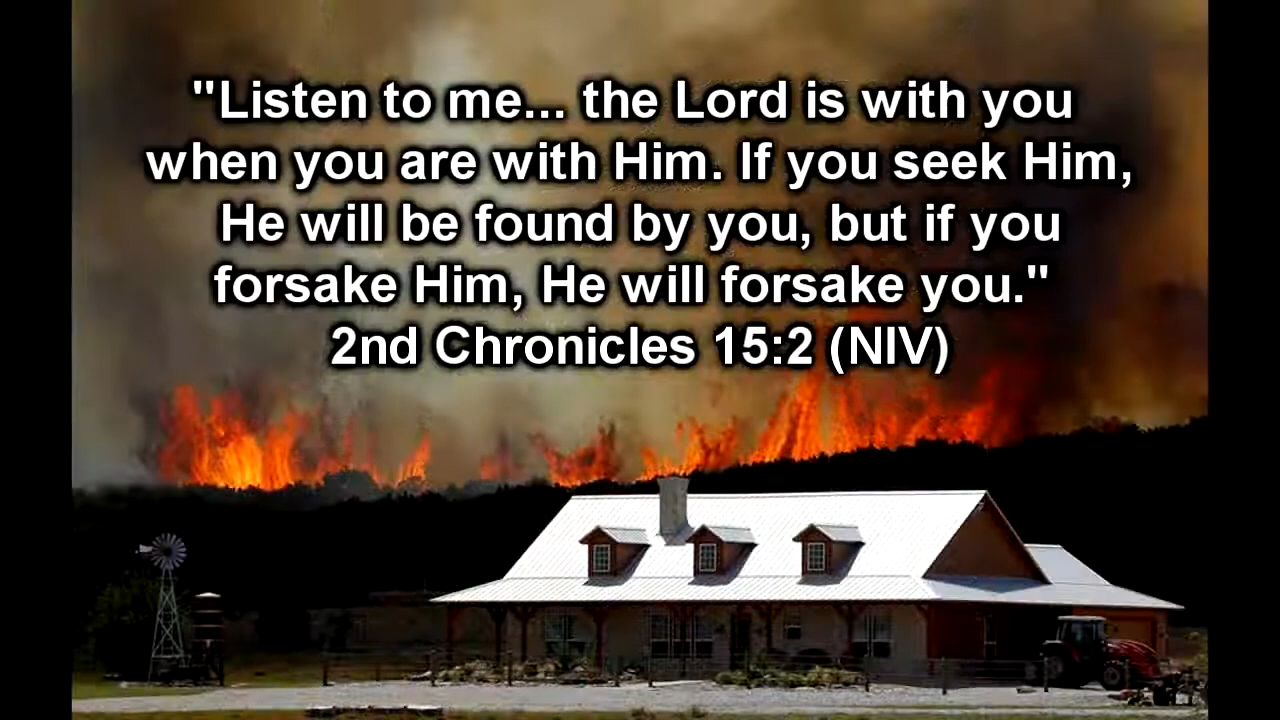 "Listen to me... the Lord is with you
when you are with Him. If you seek Him,
He will be found by you, but if you
forsake Him, He will forsake you."
2nd Chronicles 15:2 (NIV)